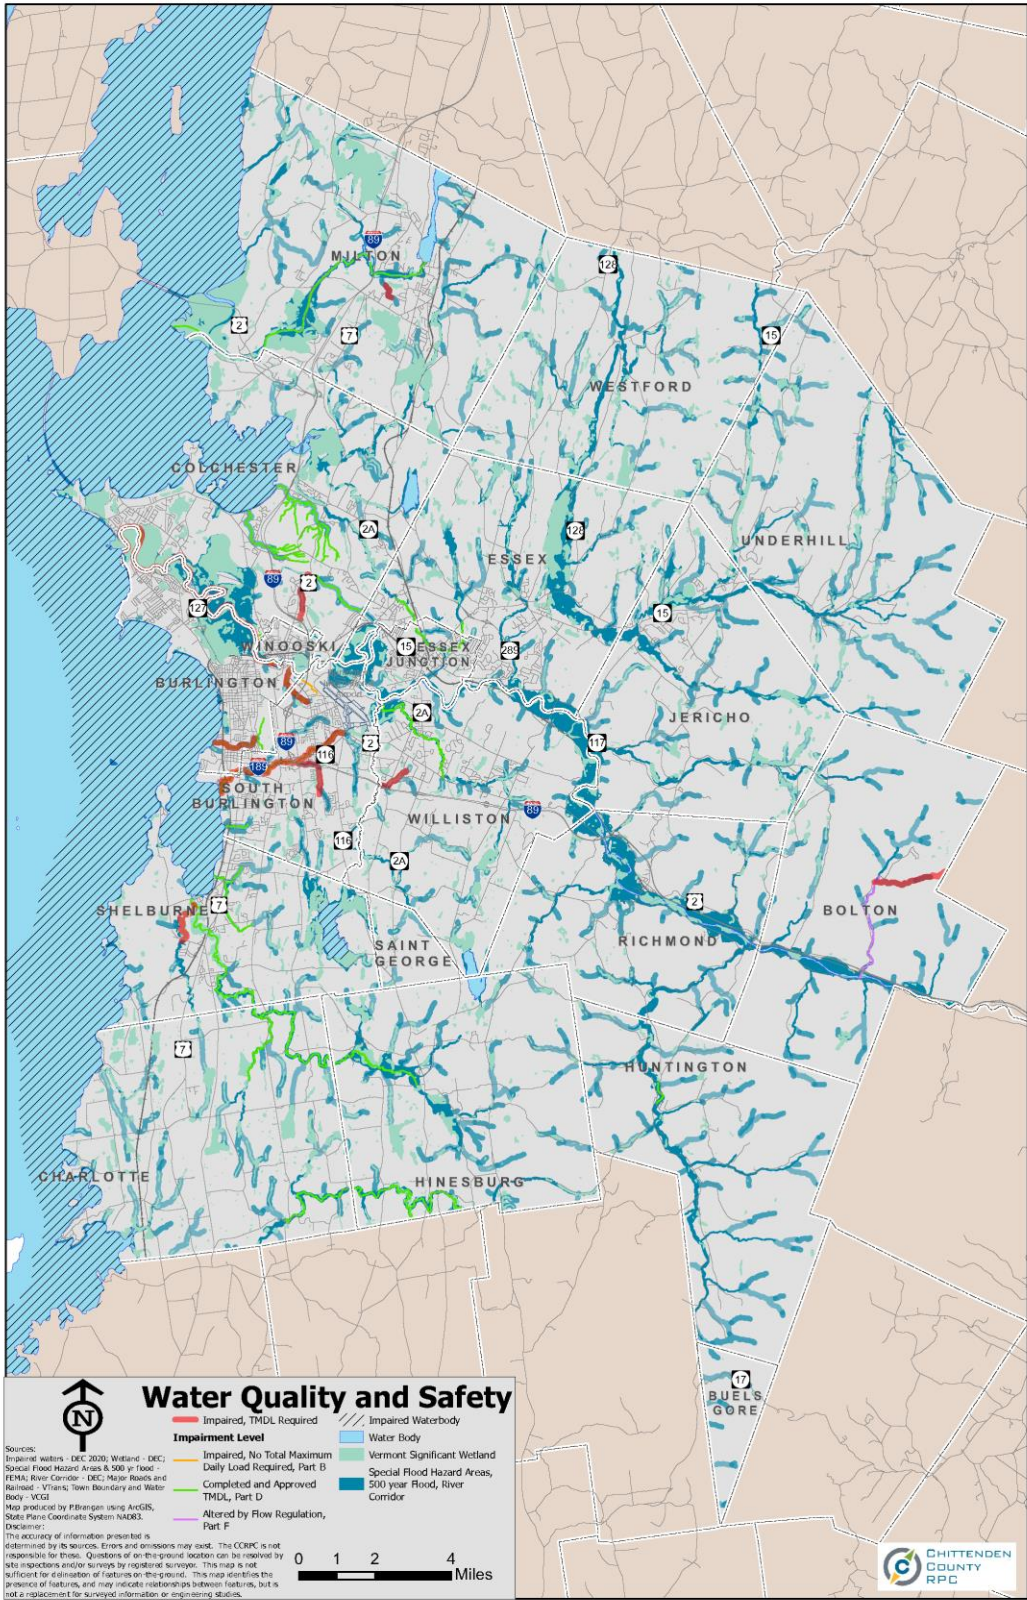 89
MILTON
128
2
7
15
WESTFORD
COLCHESTER
2A
128
ESSEX
UNDERHILL
89
2
127
15
WINOOSKI
15
ESSEX
JUNCTION
289
BURLINGTON
2A
JERICHO
2
117
89
116
189
SOUTH
BURLINGTON
WILLISTON
89
116
2A
2
SHELBURNE
7
BOLTON
SAINT
GEORGE
RICHMOND
7
HUNTINGTON
CHARLOTTE
HINESBURG
17
BUELS
GORE
N
Water Quality and Safety
Impaired, TMDL Required
Impairment Level
Impaired, No Total Maximum
Daily Load Required, Part B
Completed and Approved
TMDL, Part D
Altered by Flow Regulation,
Part F
Impaired Waterbody
Water Body
Vermont Significant Wetland
Special Flood Hazard Areas,
500 year Flood, River
Corridor
Sources:
Impaired waters - DEC 2020; Wetland - DEC;
Special Flood Hazard Areas & 500 yr flood -
FEMA; River Corridor - DEC; Major Roads and
Railroad - VTrans; Town Boundary and Water
Body - VCGI
Map produced by P.Brangan using ArcGIS,
State Plane Coordinate System NAD83.
Disclaimer:
The accuracy of information presented is
determined by its sources. Errors and omissions may exist. The CCRPC is not
responsible for these. Questions of on-the-ground location can be resolved by
site inspections and/or surveys by registered surveyor. This map is not
sufficient for delineation of features on-the-ground. This map identifies the
presence of features, and may indicate relationships between features, but is
not a replacement for surveyed information or engineering studies.
0 1 2 4
Miles
CHITTENDEN
COUNTY
RPC